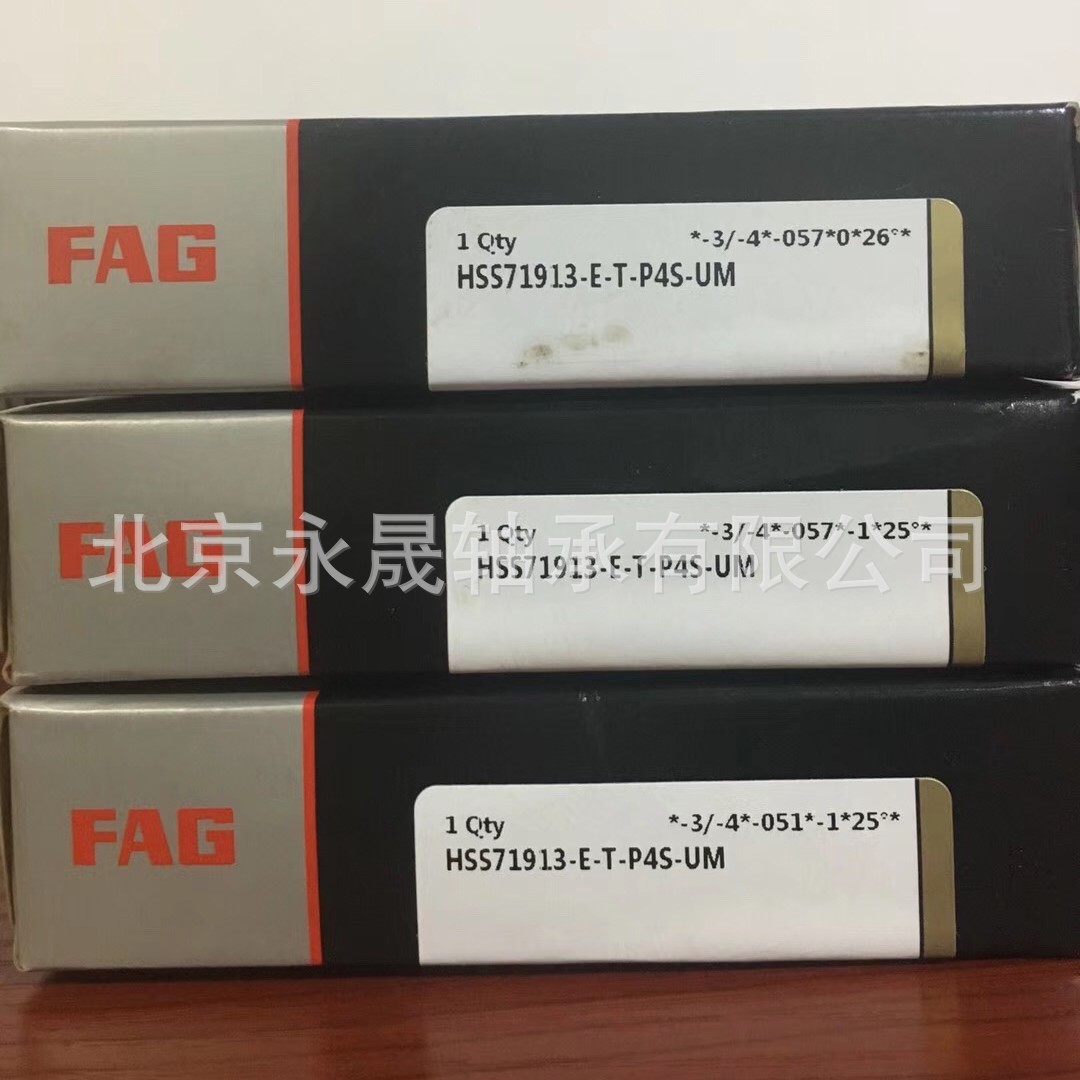 FAG
1 Qty *-3/-4*-057*0*26°*
HSS71913-E-T-P4S-UM
FAG
1 Qty *-3/-4*-057*-1*25°*
HSS71913-E-T-P4S-UM
北京永晟轴承有限公司
FAG
1 Qty *-3/-4*-051*-1*25°*
HSS71913-E-T-P4S-UM